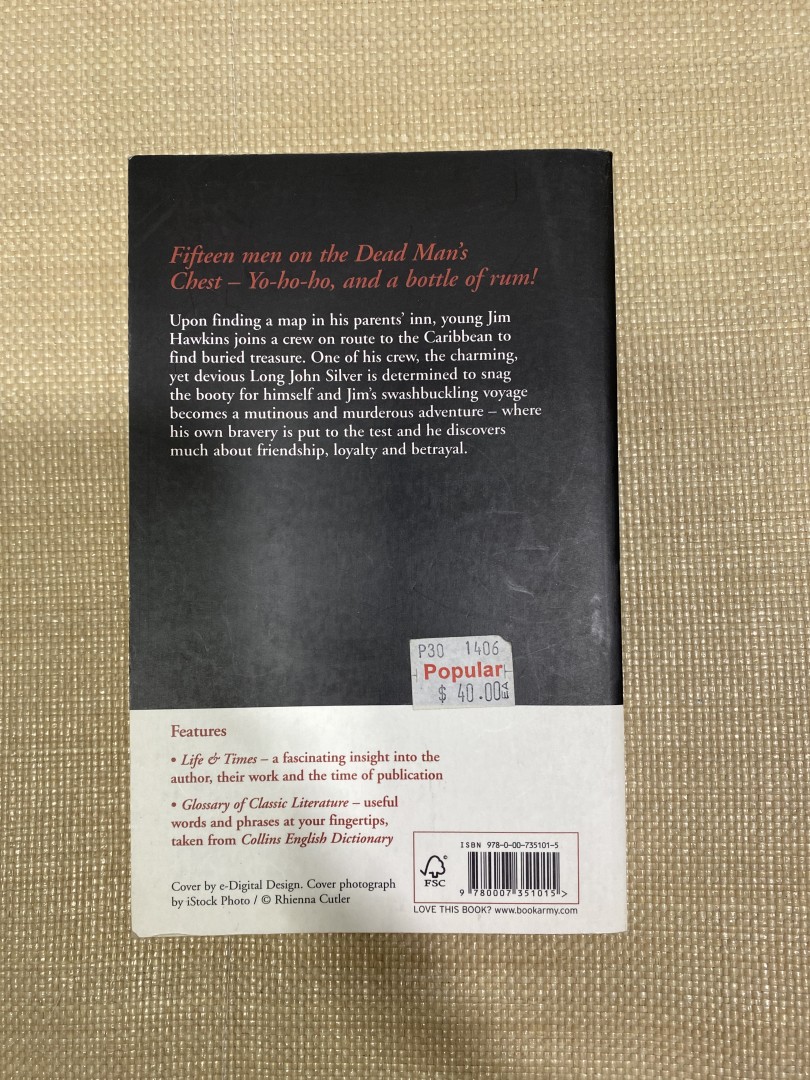 Fifteen men on the Dead Man's
Chest – Yo-ho-ho, and a bottle of rum!
Upon finding a map in his parents' inn, young Jim
Hawkins joins a crew on route to the Caribbean to
find buried treasure. One of his crew, the charming,
yet devious Long John Silver is determined to snag
the booty for himself and Jim's swashbuckling voyage
becomes a mutinous and murderous adventure – where
his own bravery is put to the test and he discovers
much about friendship, loyalty and betrayal.
P30 1406
Popular
$ 40.00 EA
Features
• Life & Times – a fascinating insight into the
author, their work and the time of publication
• Glossary of Classic Literature – useful
words and phrases at your fingertips,
taken from Collins English Dictionary
Cover by e-Digital Design. Cover photograph
by iStock Photo / © Rhienna Cutler
ISBN 978-0-00-735101-5
©
FSC
9 780007 351015 >
LOVE THIS BOOK? www.bookarmy.com